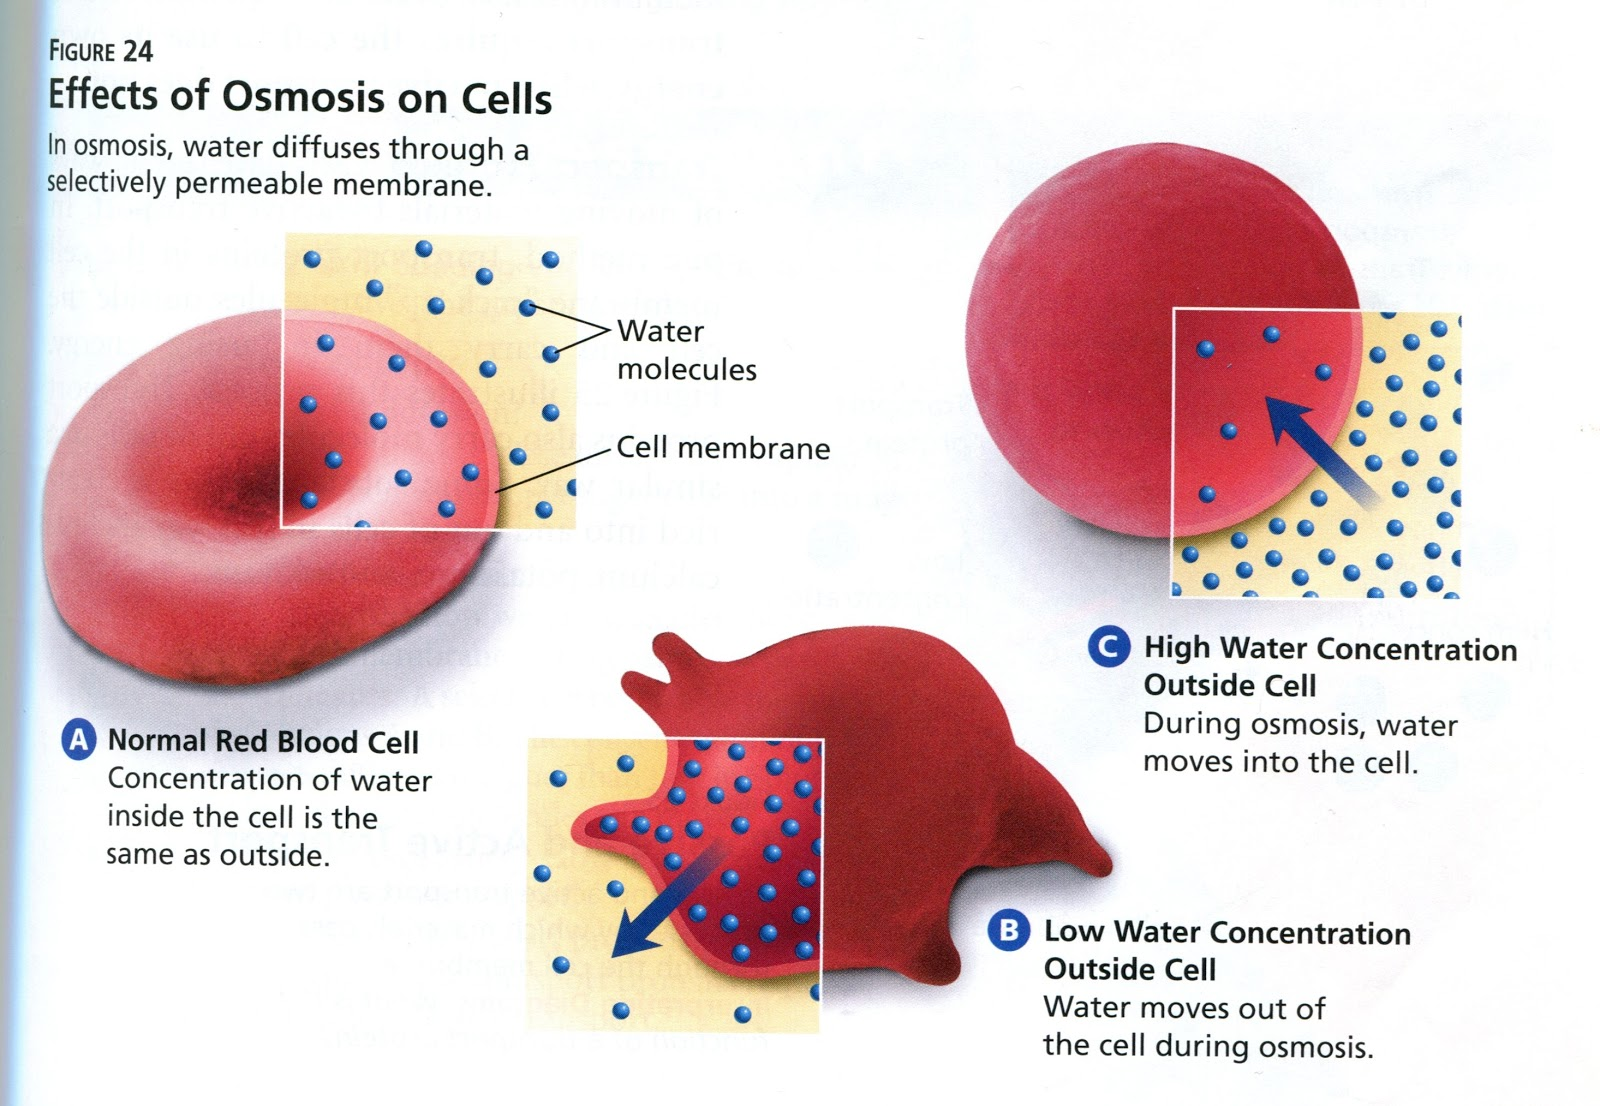 FIGURE 24
Effects of Osmosis on Cells
In osmosis, water diffuses through a
selectively permeable membrane.
Water
molecules
Cell membrane
A Normal Red Blood Cell
Concentration of water
inside the cell is the
same as outside.
C High Water Concentration
Outside Cell
During osmosis, water
moves into the cell.
B Low Water Concentration
Outside Cell
Water moves out of
the cell during osmosis.